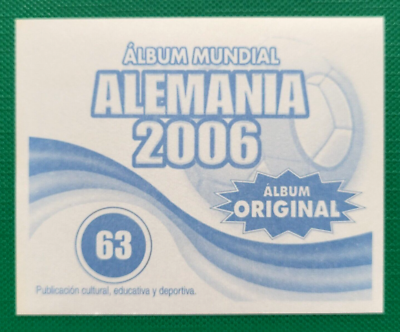 ÁLBUM MUNDIAL
ALEMANIA
2006
ÁLBUM
ORIGINAL
63
Publicación cultural, educativa y deportiva.